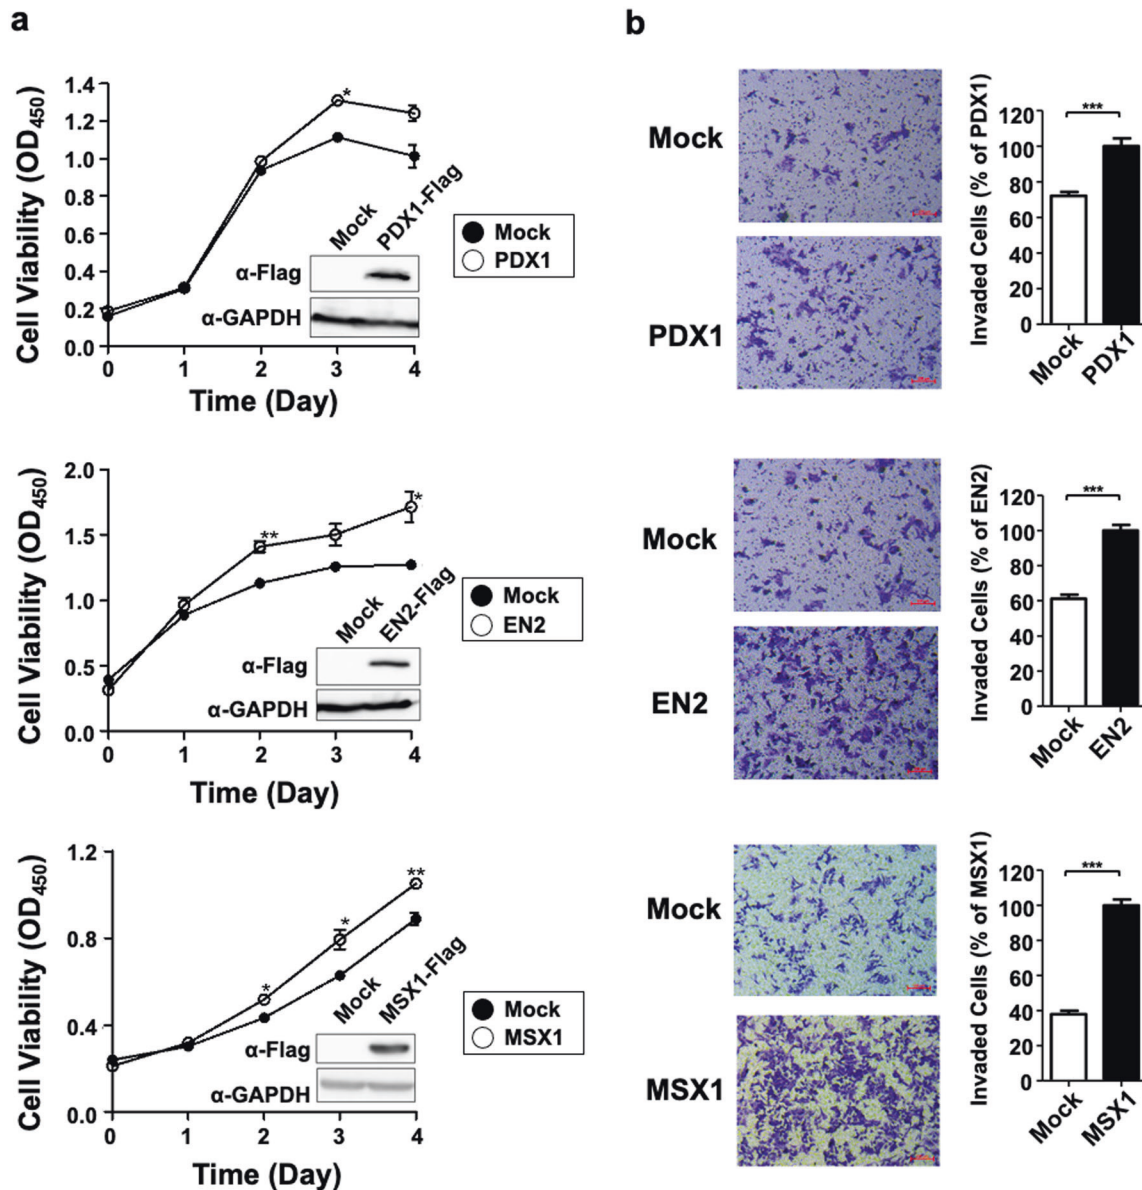 a
b
1.4
1.2
1.0
0.8
0.6
0.4
0.2
0.0
Cell Viability (OD450)
*
Mock
PDX1-Flag
α-Flag
α-GAPDH
0 1 2 3 4
Time (Day)
Mock
PDX1
Mock
PDX1
120
100
80
60
40
20
0
Invaded Cells (% of PDX1)
***
Mock
PDX1
2.0
1.5
1.0
0.5
0.0
Cell Viability (OD450)
**
*
Mock
EN2-Flag
α-Flag
α-GAPDH
0 1 2 3 4
Time (Day)
Mock
EN2
Mock
EN2
120
100
80
60
40
20
0
Invaded Cells (% of EN2)
***
Mock
EN2
1.2
0.8
0.4
0.0
Cell Viability (OD450)
*
*
**
Mock
MSX1-Flag
α-Flag
α-GAPDH
0 1 2 3 4
Time (Day)
Mock
MSX1
Mock
MSX1
120
100
80
60
40
20
0
Invaded Cells (% of MSX1)
***
Mock
MSX1